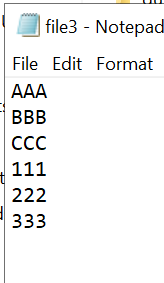 file3 - Notepad
File Edit Format
AAA
BBB
CCC
111
222
333